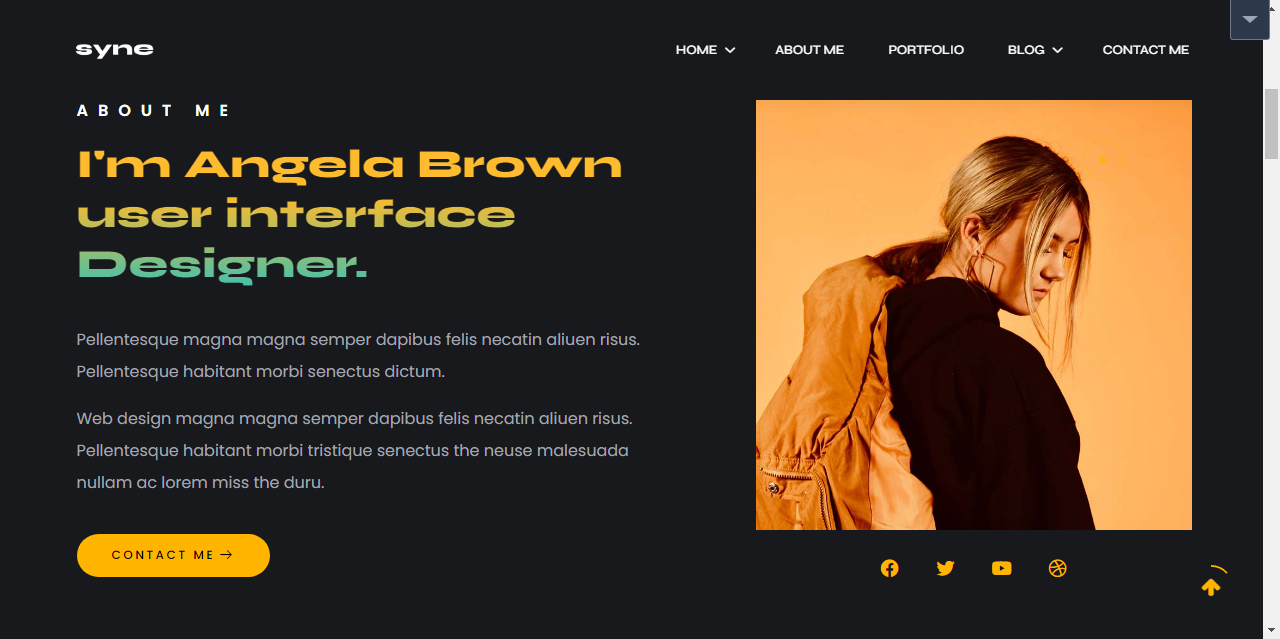 syne
HOME
ABOUT ME
PORTFOLIO
BLOG
CONTACT ME
ABOUT ME
I'm Angela Brown
user interface
Designer.
Pellentesque magna magna semper dapibus felis necatin aliuen risus.
Pellentesque habitant morbi senectus dictum.
Web design magna magna semper dapibus felis necatin aliuen risus.
Pellentesque habitant morbi tristique senectus the neuse malesuada
nullam ac lorem miss the duru.
CONTACT ME